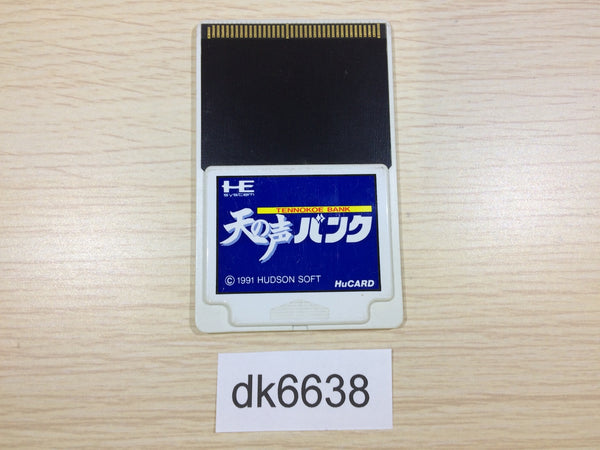 HE
system
TENNOKOE BANK
天の声バンク
© 1991 HUDSON SOFT
HuCARD
dk6638